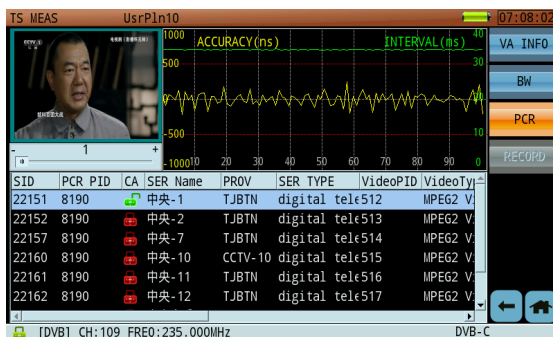 TS MEAS UsrPln10 07:08:02
CCTV-1
1000 ACCURACY(ns) INTERVAL(ms) 40
500 30
-500 10
-1000 10 20 30 40 50 60 70 80 90 0
- 1 +
VA INFO
BW
PCR
RECORD
SID PCR PID CA SER Name PROV SER TYPE VideoPID VideoTy
22151 8190 中央-1 TJBTN digital tele 512 MPEG2 V
22152 8190 中央-2 TJBTN digital tele 513 MPEG2 V
22157 8190 中央-7 TJBTN digital tele 514 MPEG2 V
22160 8190 中央-10 CCTV-10 digital tele 515 MPEG2 V
22161 8190 中央-11 TJBTN digital tele 516 MPEG2 V
22162 8190 中央-12 TJBTN digital tele 517 MPEG2 V
[DVB] CH:109 FREQ:235.000MHz DVB-C